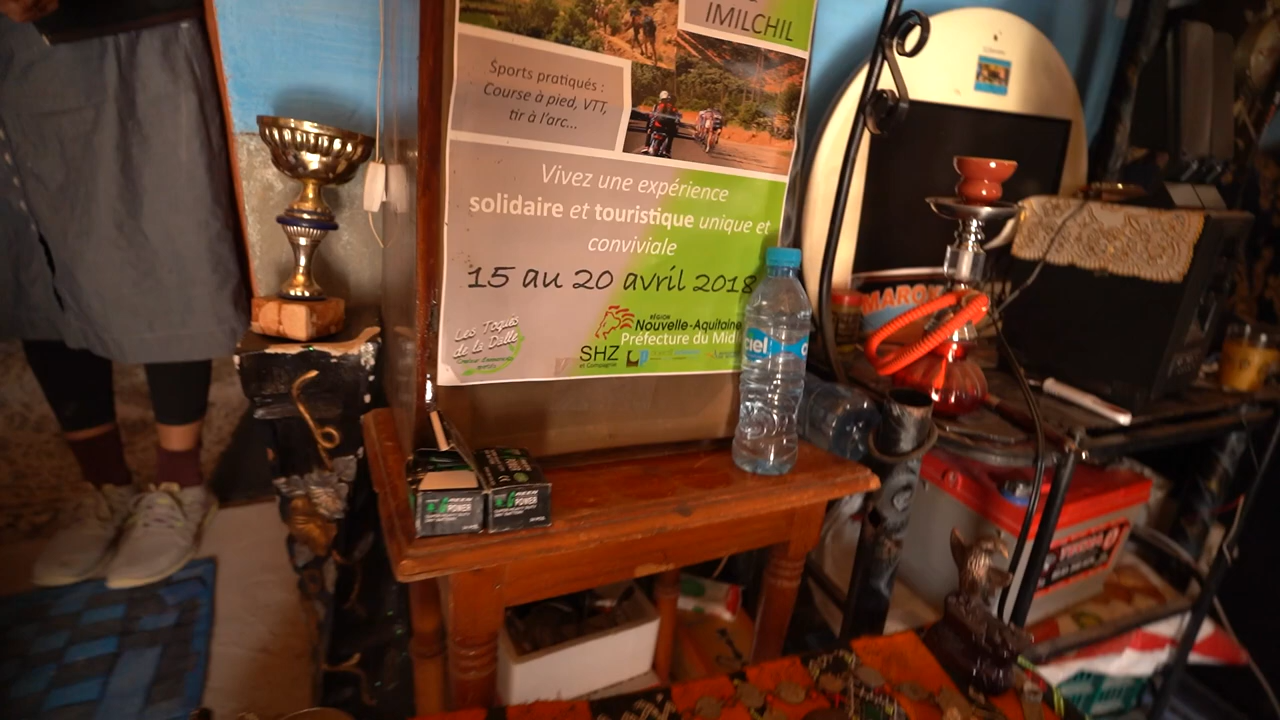 IMILCHIL
Sports pratiqués :
Course à pied, VTT,
tir à l'arc...
Vivez une expérience
solidaire et touristique unique et
conviviale
15 au 20 avril 2018
Les Toqués
de la Dalle
RÉGION
Nouvelle-Aquitaine
Préfecture du Midi
SHZ
et Compagnie
ciel
MARO
POWER
POWER